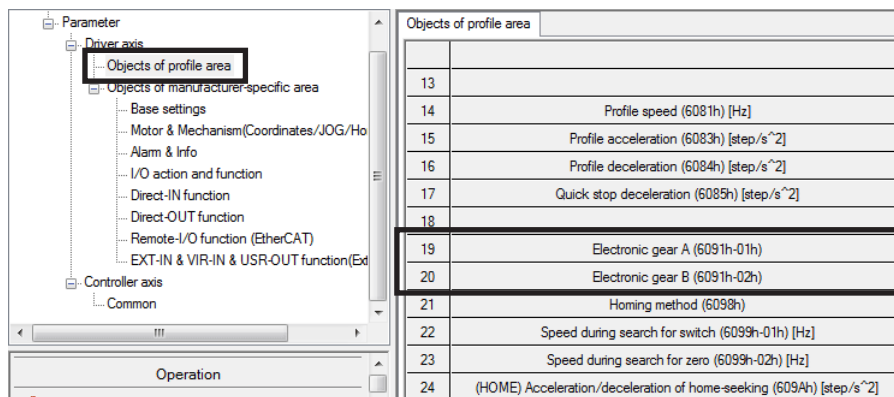 Parameter
Driver axis
Objects of profile area
Objects of manufacturer-specific area
Base settings
Motor & Mechanism(Coordinates/JOG/Ho
Alarm & Info
I/O action and function
Direct-IN function
Direct-OUT function
Remote-I/O function (EtherCAT)
EXT-IN & VIR-IN & USR-OUT function(Ext
Controller axis
Common
Operation
Objects of profile area
13
14 Profile speed (6081h) [Hz]
15 Profile acceleration (6083h) [step/s^2]
16 Profile deceleration (6084h) [step/s^2]
17 Quick stop deceleration (6085h) [step/s^2]
18
19 Electronic gear A (6091h-01h)
20 Electronic gear B (6091h-02h)
21 Homing method (6098h)
22 Speed during search for switch (6099h-01h) [Hz]
23 Speed during search for zero (6099h-02h) [Hz]
24 (HOME) Acceleration/deceleration of home-seeking (609Ah) [step/s^2]